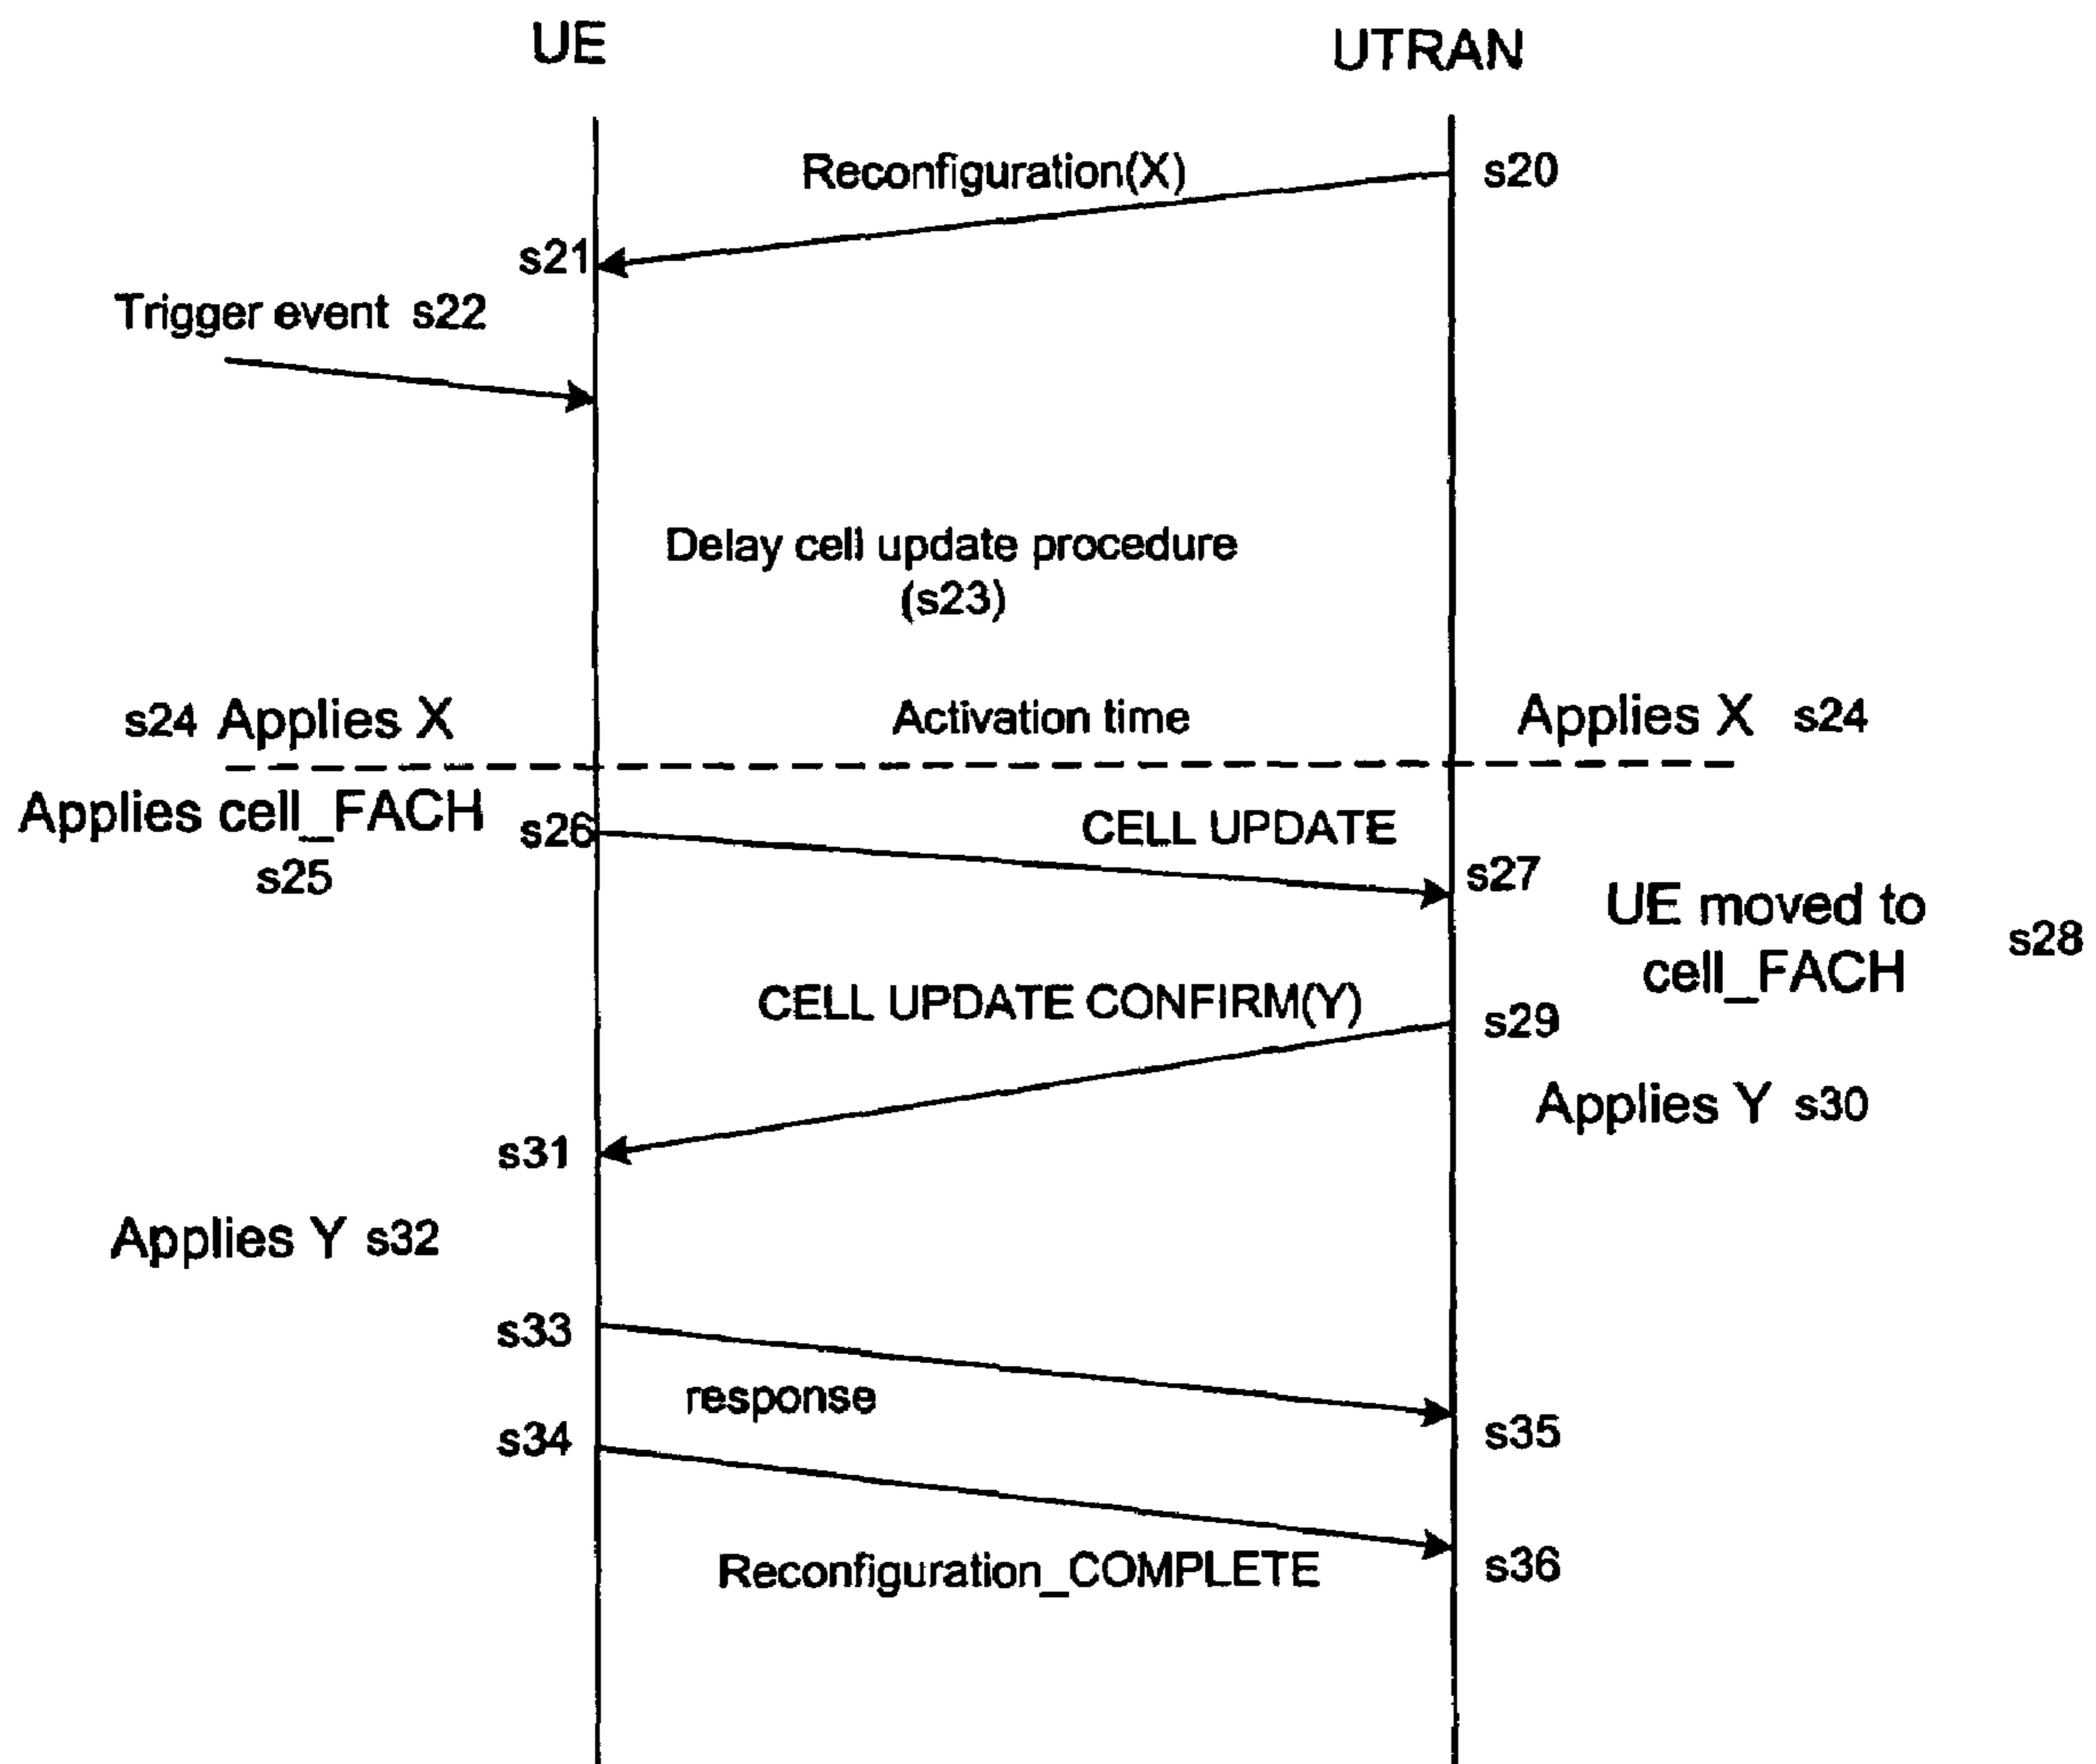 UE
UTRAN
Reconfiguration(X)
s20
s21
Trigger event s22
Delay cell update procedure
(s23)
s24 Applies X
Activation time
Applies X s24
Applies cell_FACH
s25
s26
CELL UPDATE
s27
UE moved to
cell_FACH
s28
CELL UPDATE CONFIRM(Y)
s29
Applies Y s30
s31
Applies Y s32
s33
response
s35
s34
Reconfiguration_COMPLETE
s36